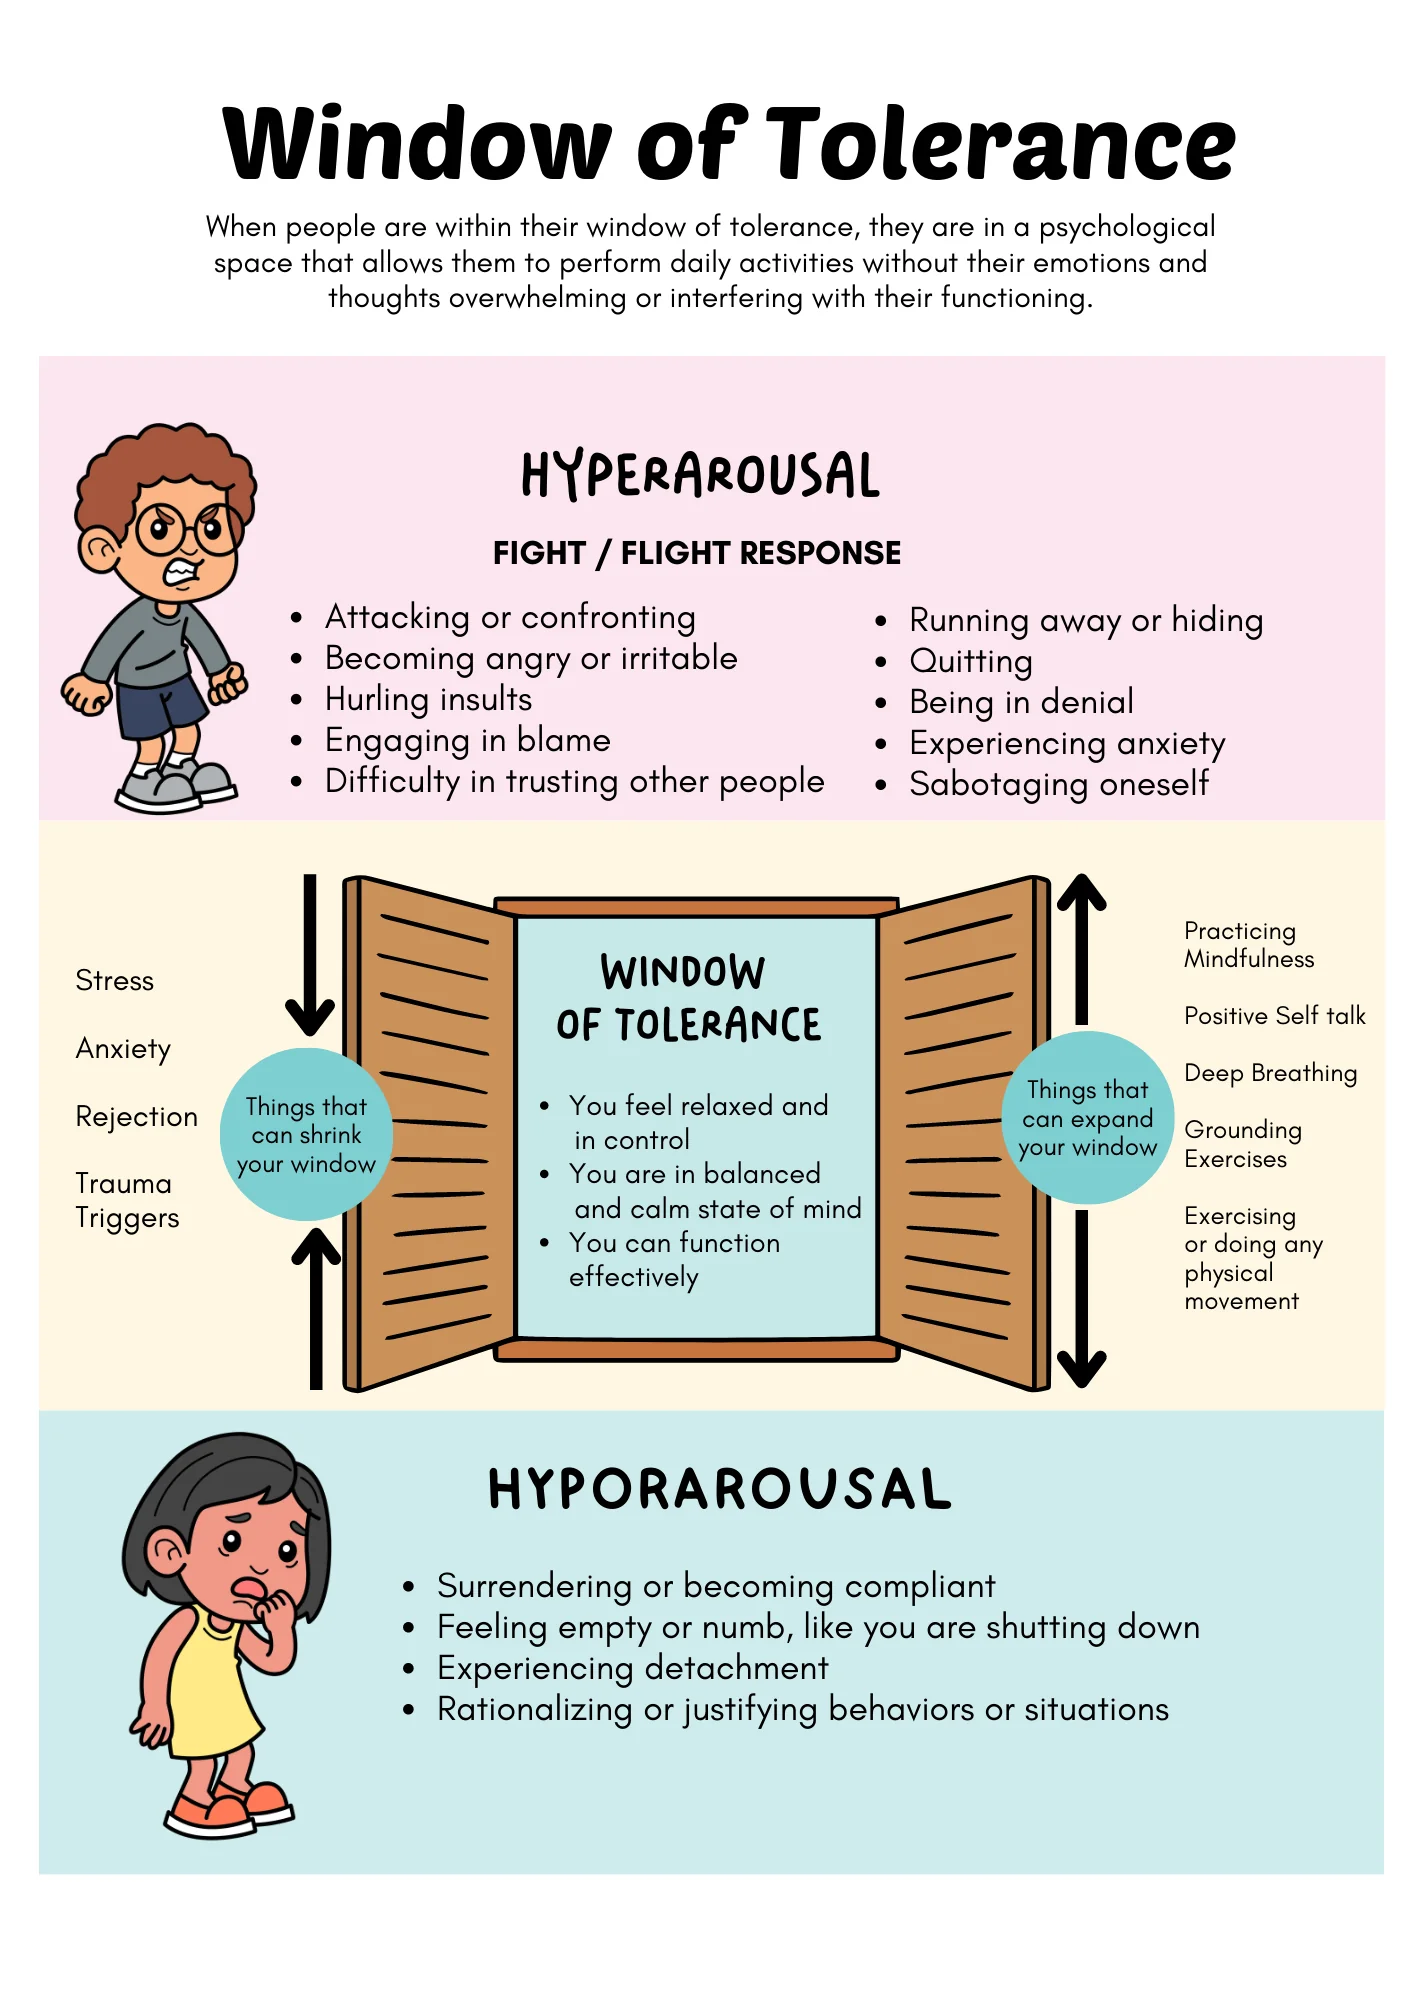 Window of Tolerance
When people are within their window of tolerance, they are in a psychological
space that allows them to perform daily activities without their emotions and
thoughts overwhelming or interfering with their functioning.
HYPERAROUSAL
FIGHT / FLIGHT RESPONSE
• Attacking or confronting
• Becoming angry or irritable
• Hurling insults
• Engaging in blame
• Difficulty in trusting other people
• Running away or hiding
• Quitting
• Being in denial
• Experiencing anxiety
• Sabotaging oneself
Stress
Anxiety
Rejection
Trauma
Triggers
Things that
can shrink
your window
WINDOW
OF TOLERANCE
• You feel relaxed and
in control
• You are in balanced
and calm state of mind
• You can function
effectively
Things that
can expand
your window
Practicing
Mindfulness
Positive Self talk
Deep Breathing
Grounding
Exercises
Exercising
or doing any
physical
movement
HYPORAROUSAL
• Surrendering or becoming compliant
• Feeling empty or numb, like you are shutting down
• Experiencing detachment
• Rationalizing or justifying behaviors or situations